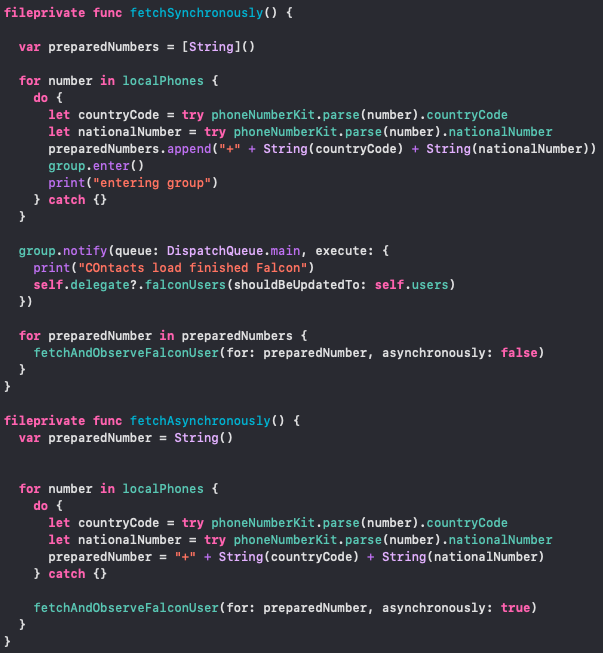 fileprivate func fetchSynchronously() {
var preparedNumbers = [String]()
for number in localPhones {
do {
let countryCode = try phoneNumberKit.parse(number).countryCode
let nationalNumber = try phoneNumberKit.parse(number).nationalNumber
preparedNumbers.append("+" + String(countryCode) + String(nationalNumber))
group.enter()
print("entering group")
} catch {}
}
group.notify(queue: DispatchQueue.main, execute: {
print("COntacts load finished Falcon")
self.delegate?.falconUsers(shouldBeUpdatedTo: self.users)
})
for preparedNumber in preparedNumbers {
fetchAndObserveFalconUser(for: preparedNumber, asynchronously: false)
}
}
fileprivate func fetchAsynchronously() {
var preparedNumber = String()
for number in localPhones {
do {
let countryCode = try phoneNumberKit.parse(number).countryCode
let nationalNumber = try phoneNumberKit.parse(number).nationalNumber
preparedNumber = "+" + String(countryCode) + String(nationalNumber)
} catch {}
fetchAndObserveFalconUser(for: preparedNumber, asynchronously: true)
}
}